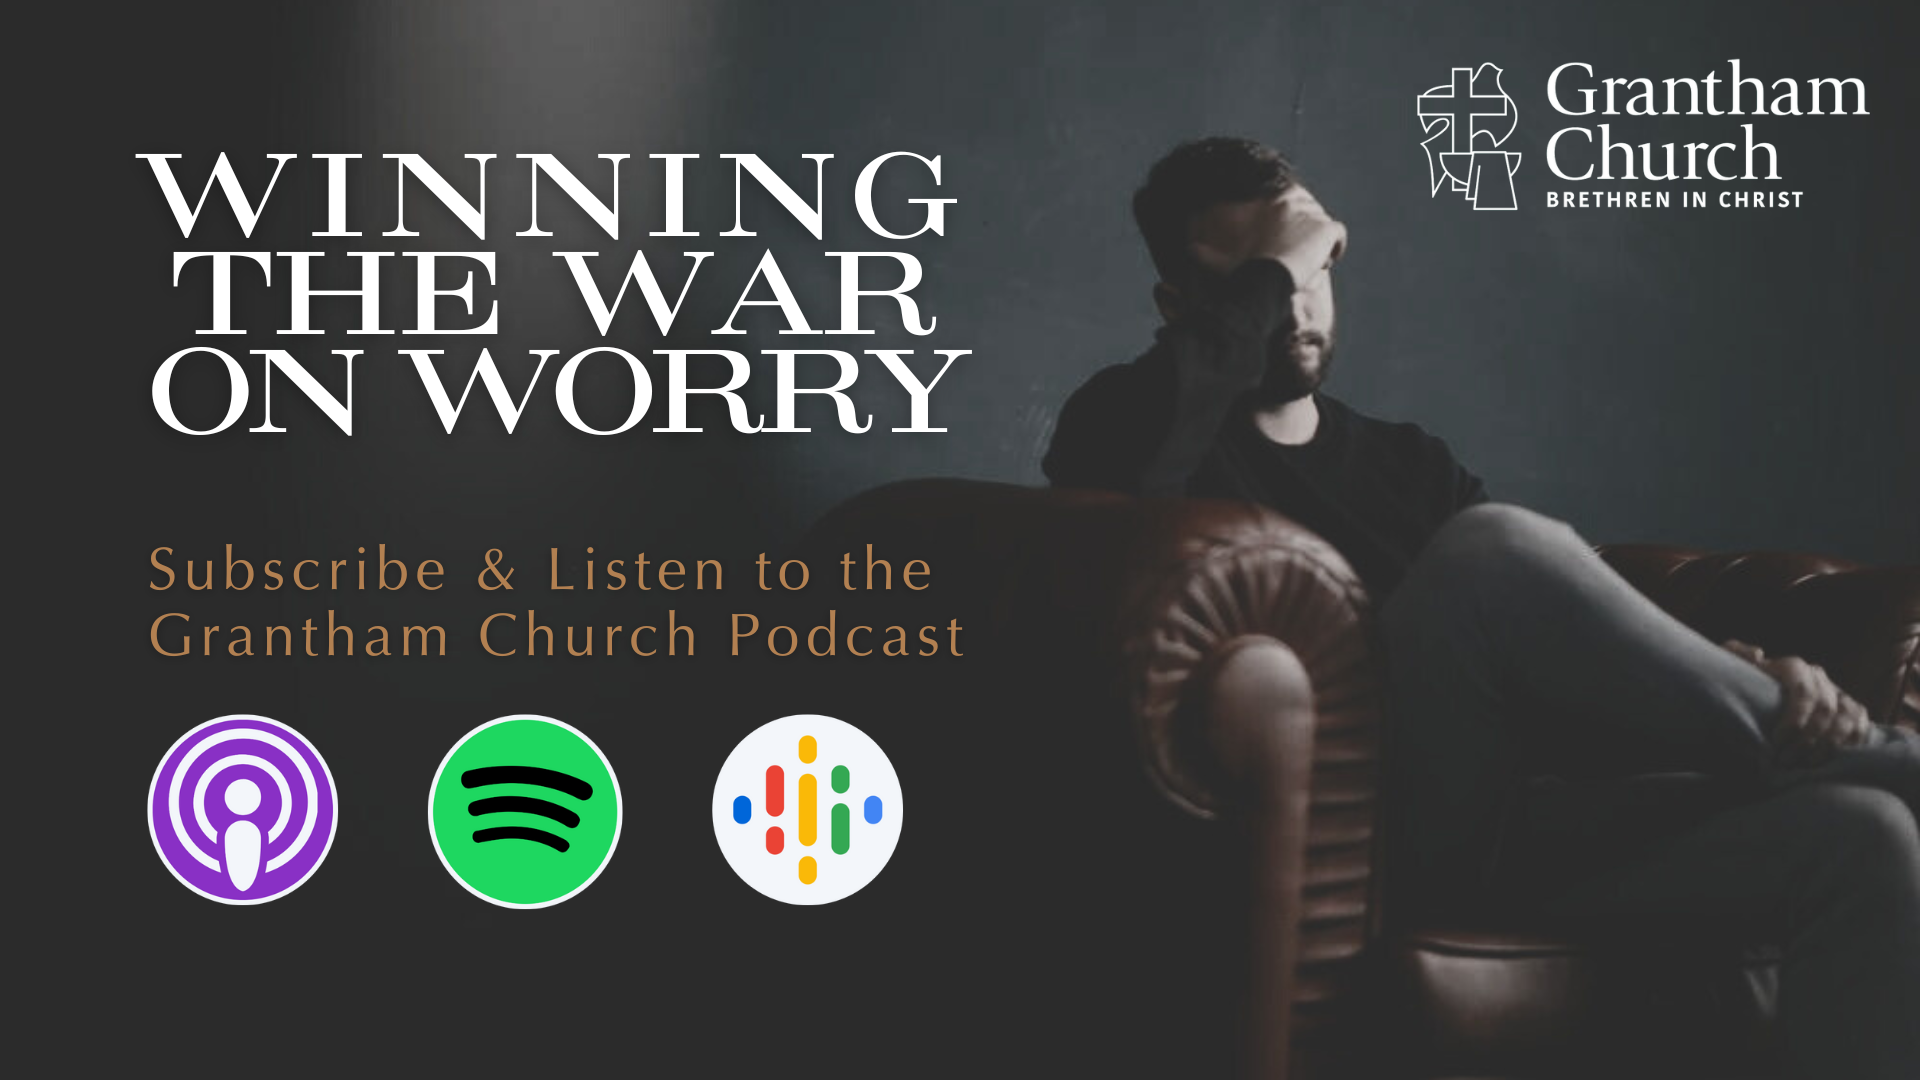 WINNING
THE WAR
ON WORRY
Subscribe & Listen to the
Grantham Church Podcast
Grantham
Church
BRETHREN IN CHRIST